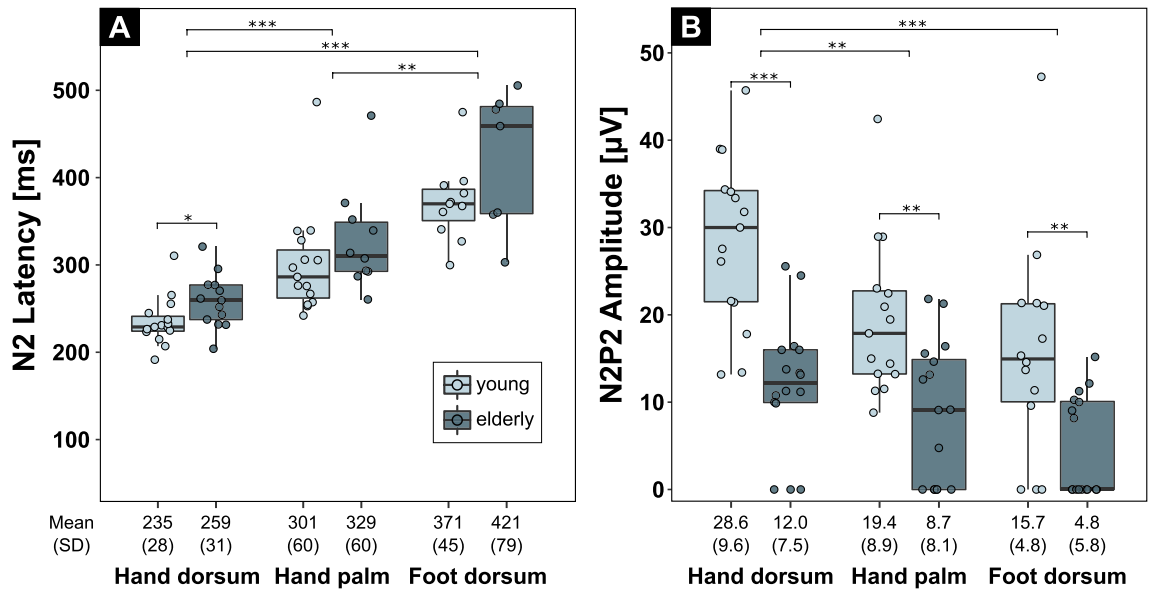 A
***
***
**
*
N2 Latency [ms]
500
400
300
200
100
young
elderly
Mean 235 259 301 329 371 421
(SD) (28) (31) (60) (60) (45) (79)
Hand dorsum Hand palm Foot dorsum
B
***
**
***
**
**
N2P2 Amplitude [µV]
50
40
30
20
10
0
28.6 12.0 19.4 8.7 15.7 4.8
(9.6) (7.5) (8.9) (8.1) (4.8) (5.8)
Hand dorsum Hand palm Foot dorsum